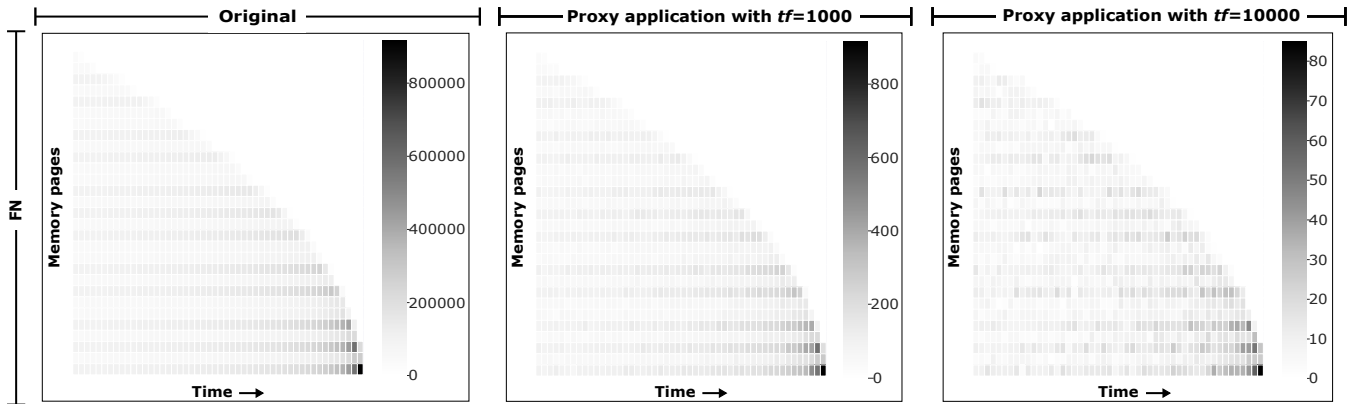 Original
Proxy application with tf=1000
Proxy application with tf=10000
FN
Memory pages
Time →
800000
600000
400000
200000
0
Memory pages
Time →
800
600
400
200
0
Memory pages
Time →
80
70
60
50
40
30
20
10
0